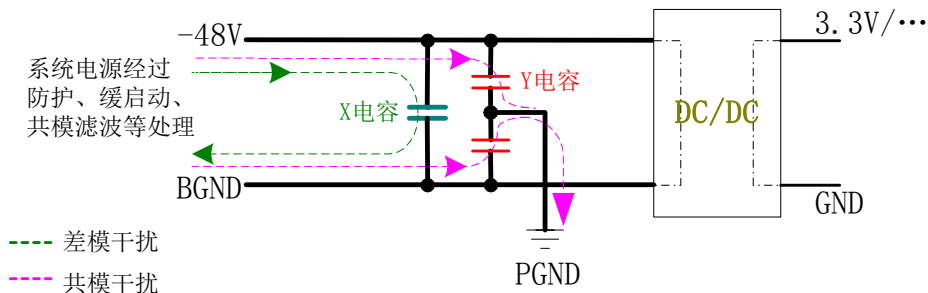 -48V
3.3V/…
系统电源经过
防护、缓启动、
共模滤波等处理
X电容
Y电容
DC/DC
BGND
GND
PGND
差模干扰
共模干扰